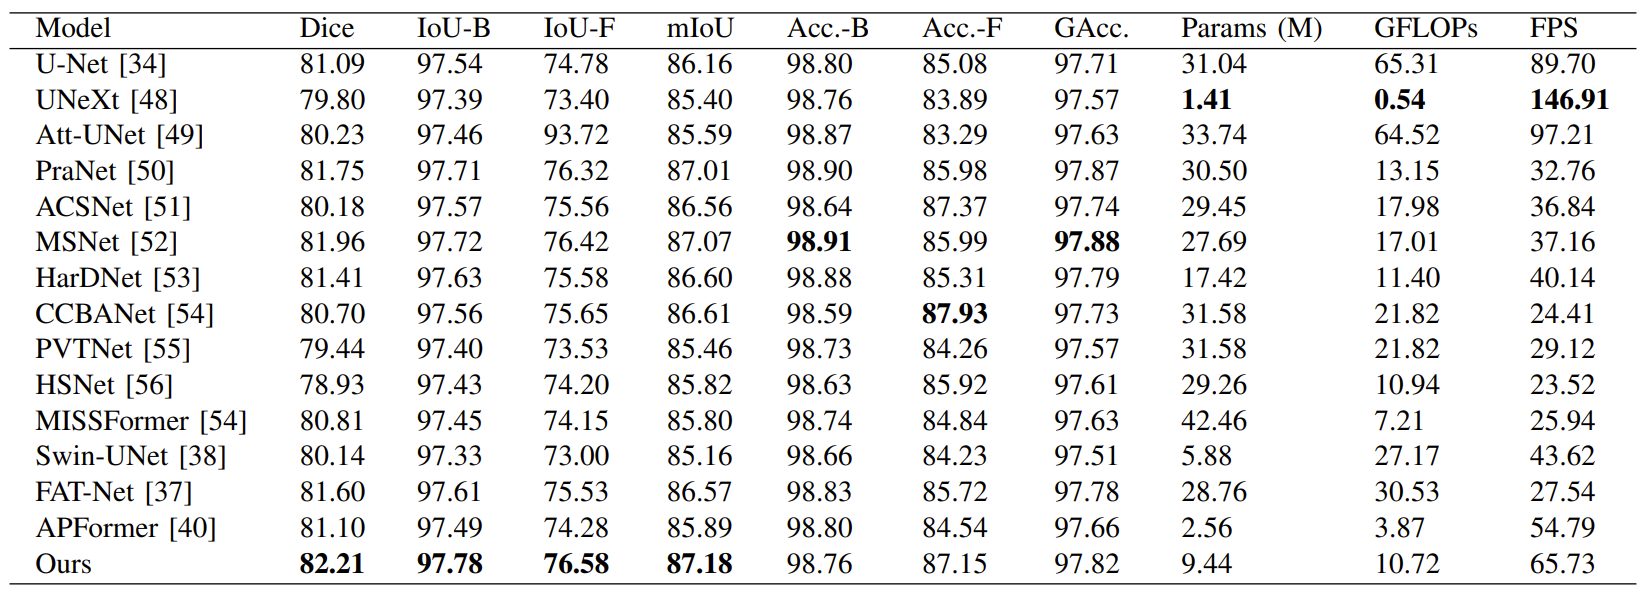 Model Dice IoU-B IoU-F mIoU Acc.-B Acc.-F GAcc. Params (M) GFLOPs FPS
U-Net [34] 81.09 97.54 74.78 86.16 98.80 85.08 97.71 31.04 65.31 89.70
UNeXt [48] 79.80 97.39 73.40 85.40 98.76 83.89 97.57 1.41 0.54 146.91
Att-UNet [49] 80.23 97.46 93.72 85.59 98.87 83.29 97.63 33.74 64.52 97.21
PraNet [50] 81.75 97.71 76.32 87.01 98.90 85.98 97.87 30.50 13.15 32.76
ACSNet [51] 80.18 97.57 75.56 86.56 98.64 87.37 97.74 29.45 17.98 36.84
MSNet [52] 81.96 97.72 76.42 87.07 98.91 85.99 97.88 27.69 17.01 37.16
HarDNet [53] 81.41 97.63 75.58 86.60 98.88 85.31 97.79 17.42 11.40 40.14
CCBANet [54] 80.70 97.56 75.65 86.61 98.59 87.93 97.73 31.58 21.82 24.41
PVTNet [55] 79.44 97.40 73.53 85.46 98.73 84.26 97.57 31.58 21.82 29.12
HSNet [56] 78.93 97.43 74.20 85.82 98.63 85.92 97.61 29.26 10.94 23.52
MISSFormer [54] 80.81 97.45 74.15 85.80 98.74 84.84 97.63 42.46 7.21 25.94
Swin-UNet [38] 80.14 97.33 73.00 85.16 98.66 84.23 97.51 5.88 27.17 43.62
FAT-Net [37] 81.60 97.61 75.53 86.57 98.83 85.72 97.78 28.76 30.53 27.54
APFormer [40] 81.10 97.49 74.28 85.89 98.80 84.54 97.66 2.56 3.87 54.79
Ours 82.21 97.78 76.58 87.18 98.76 87.15 97.82 9.44 10.72 65.73